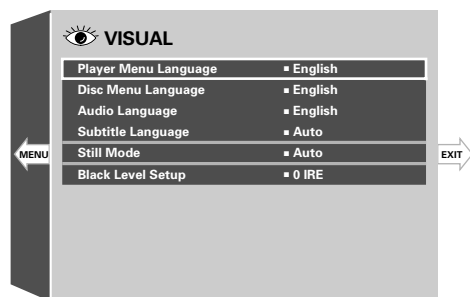 VISUAL
Player Menu Language ▪ English
Disc Menu Language ▪ English
Audio Language ▪ English
Subtitle Language ▪ Auto
MENU
Still Mode ▪ Auto
EXIT
Black Level Setup ▪ 0 IRE